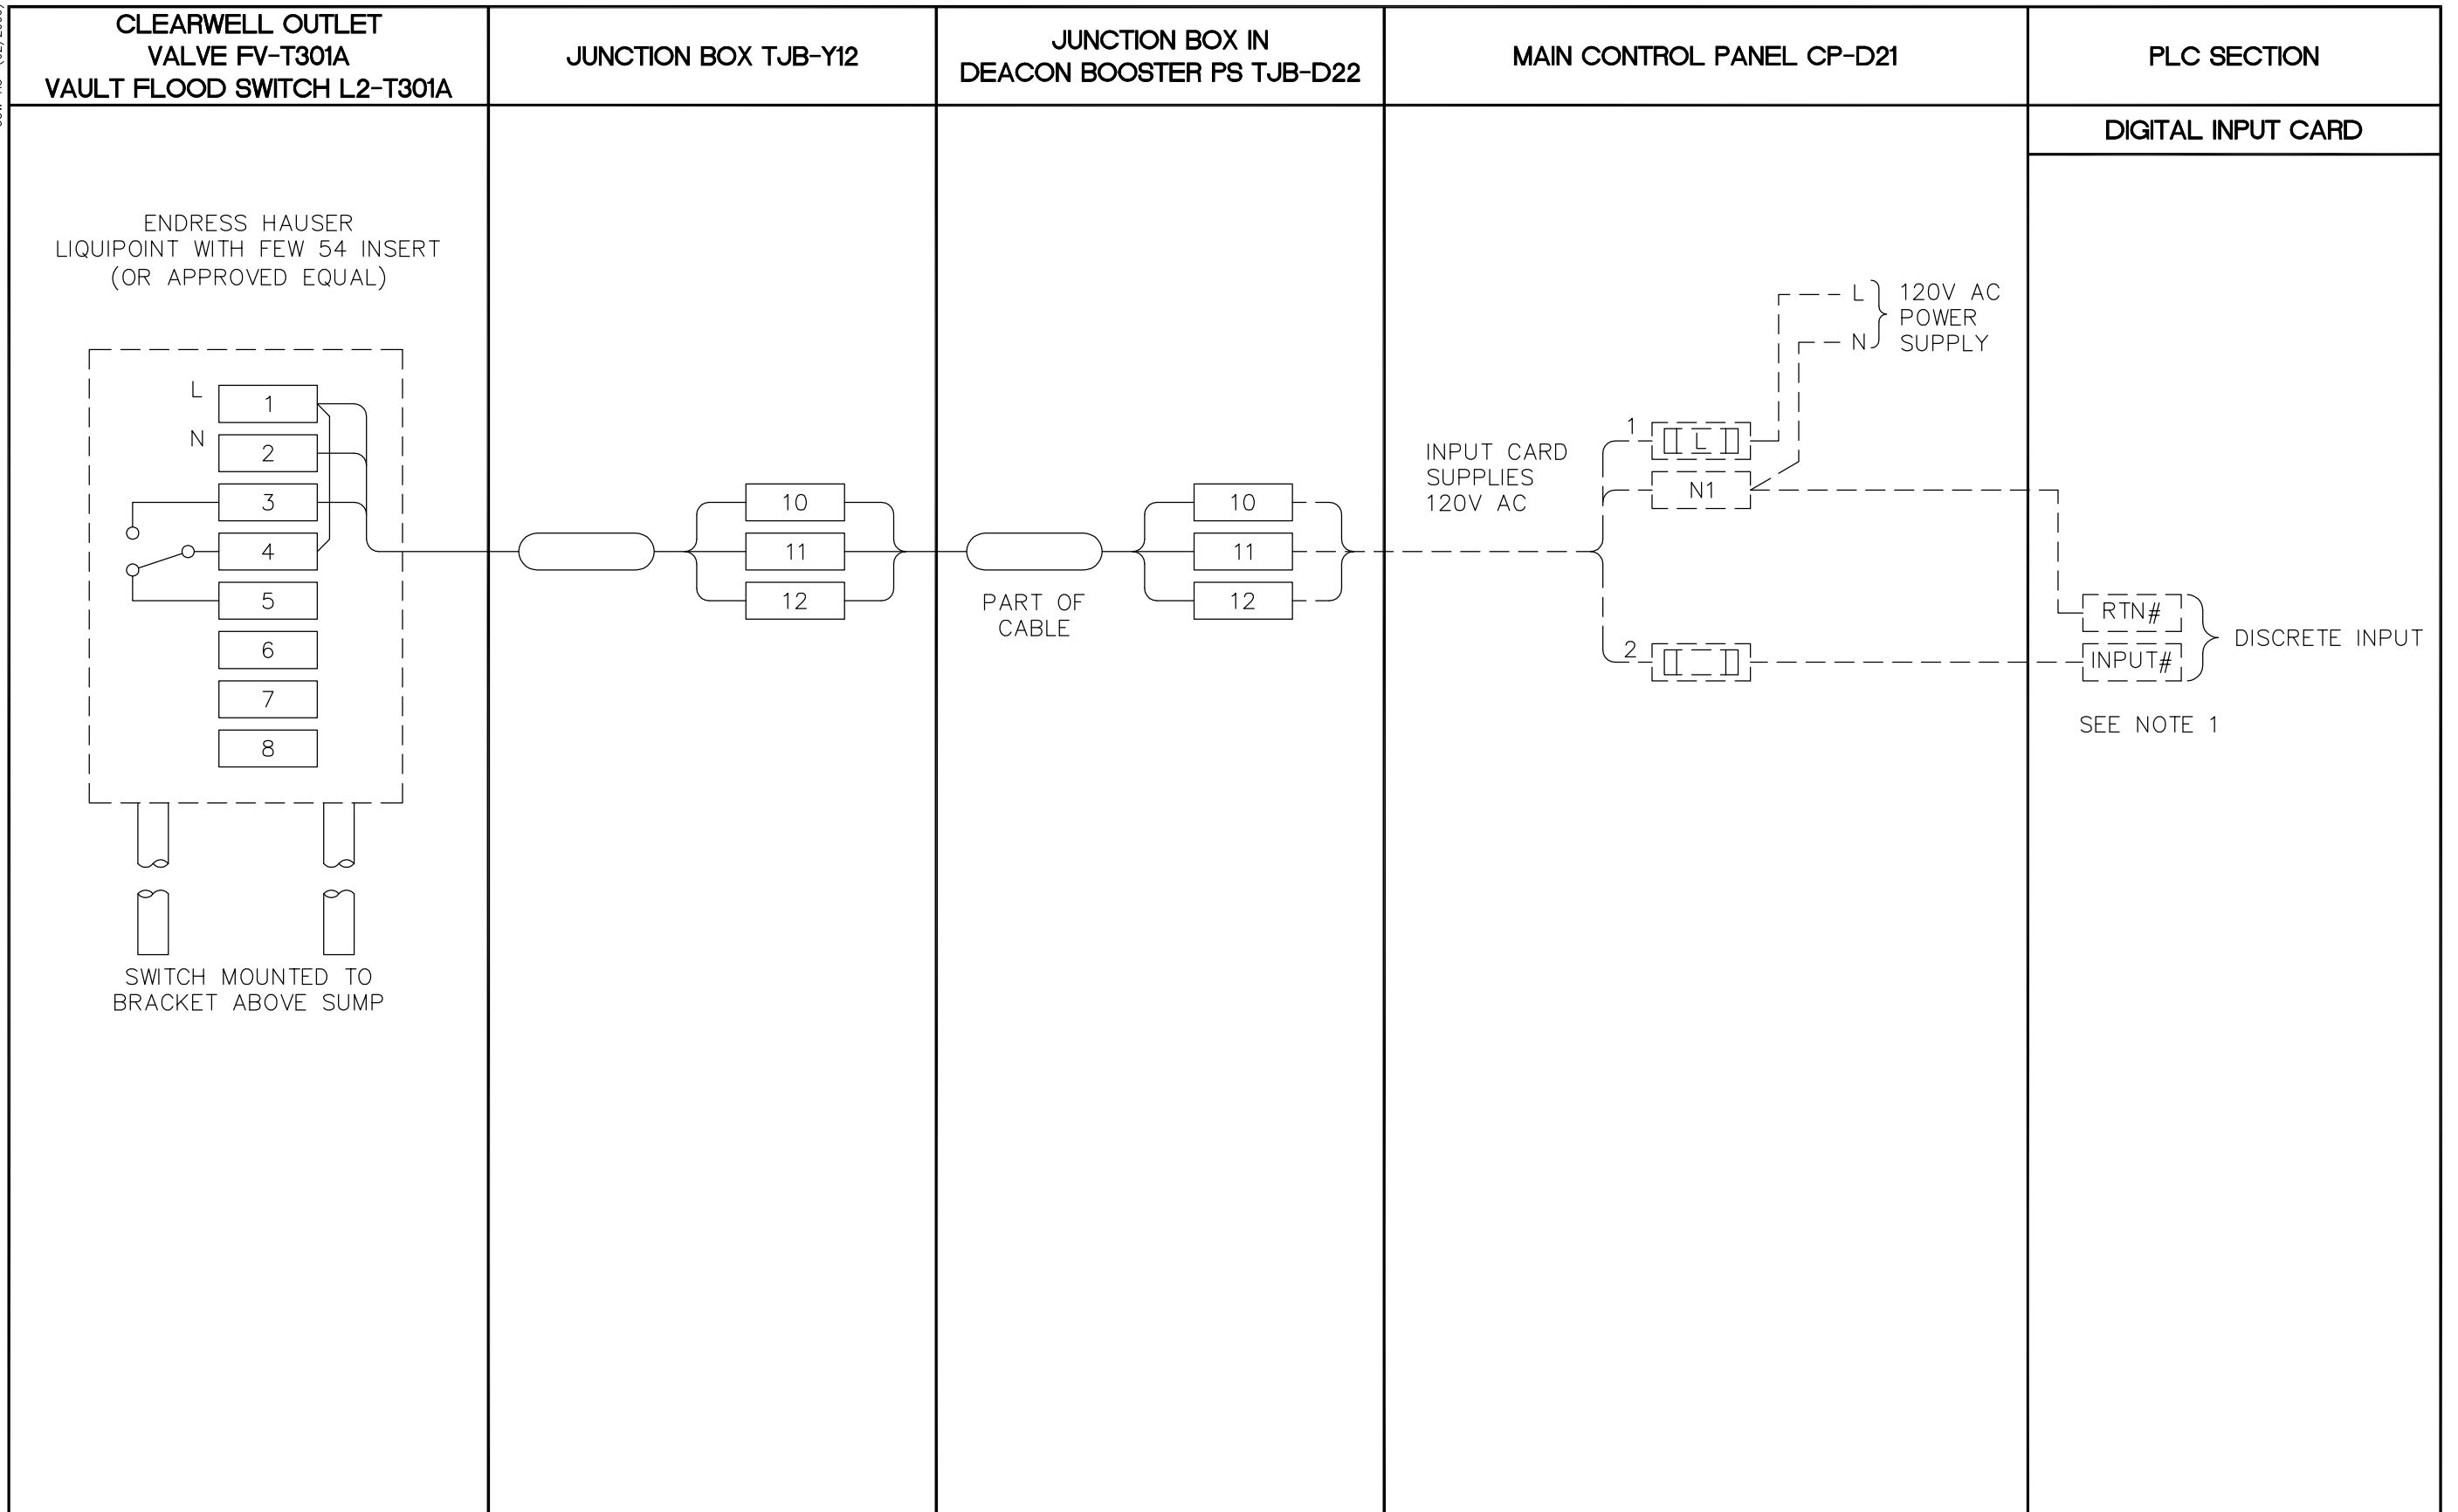 CLEARWELL OUTLET
VALVE FV-T301A
VAULT FLOOD SWITCH L2-T301A
JUNCTION BOX TJB-Y12
JUNCTION BOX IN
DEACON BOOSTER PS TJB-D22
MAIN CONTROL PANEL CP-D21
PLC SECTION
DIGITAL INPUT CARD
ENDRESS HAUSER
LIQUIPOINT WITH FEW 54 INSERT
(OR APPROVED EQUAL)
L
1
N
2
3
4
5
6
7
8
SWITCH MOUNTED TO
BRACKET ABOVE SUMP
10
11
12
PART OF
CABLE
10
11
12
INPUT CARD
SUPPLIES
120V AC
L
N
120V AC
POWER
SUPPLY
1
L
N1
2
RTN#
INPUT#
DISCRETE INPUT
SEE NOTE 1